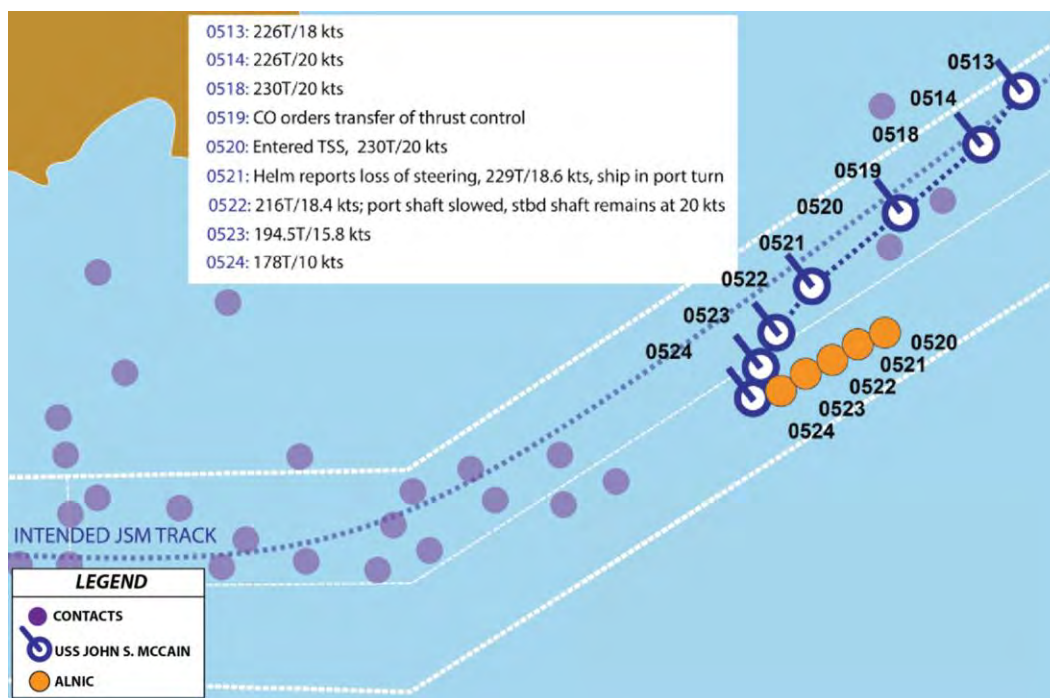 0513: 226T/18 kts
0514: 226T/20 kts
0518: 230T/20 kts
0519: CO orders transfer of thrust control
0520: Entered TSS, 230T/20 kts
0521: Helm reports loss of steering, 229T/18.6 kts, ship in port turn
0522: 216T/18.4 kts; port shaft slowed, stbd shaft remains at 20 kts
0523: 194.5T/15.8 kts
0524: 178T/10 kts
0513
0514
0518
0519
0520
0521
0522
0523
0524
0520
0521
0522
0523
0524
INTENDED JSM TRACK
LEGEND
CONTACTS
USS JOHN S. MCCAIN
ALNIC